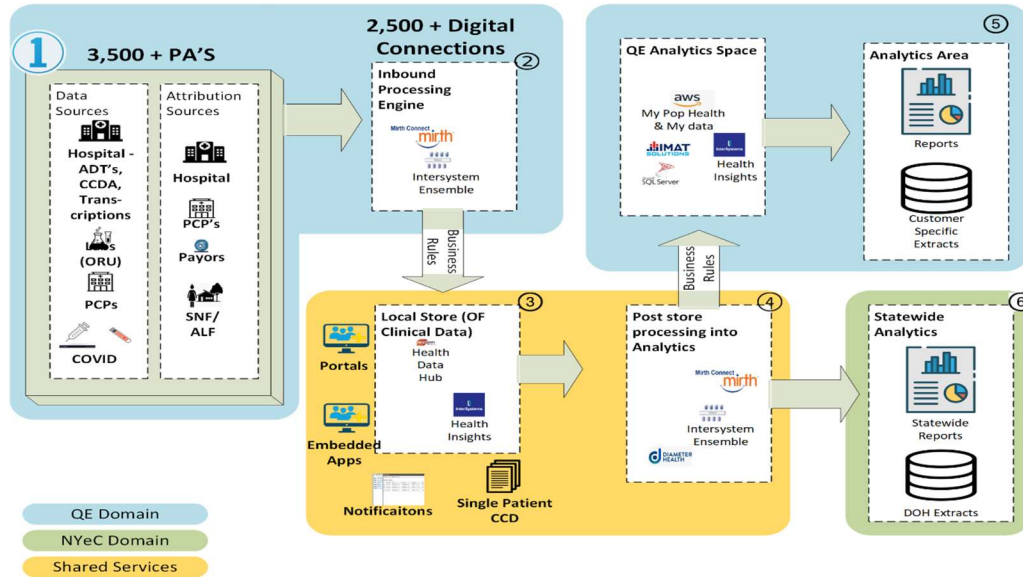 1
3,500 + PA'S
Data
Sources
Hospital -
ADT's,
CCDA,
Trans-
criptions
(ORU)
PCPs
COVID
Attribution
Sources
Hospital
PCP's
Payors
SNF/
ALF
2,500 + Digital
Connections
2
Inbound
Processing
Engine
Mirth Connect
mirth
Intersystem
Ensemble
Business
Rules
3
Local Store (OF
Clinical Data)
Health
Data
Hub
InterSystems
Health
Insights
Portals
Embedded
Apps
Notificaitons
Single Patient
CCD
4
Post store
processing into
Analytics
Mirth Connect
mirth
Intersystem
Ensemble
DIAMETER
HEALTH
Business
Rules
5
QE Analytics Space
aws
My Pop Health
& My data
IMAT
SOLUTIONS
SQL Server
InterSystems
Health
Insights
Analytics Area
Reports
Customer
Specific
Extracts
6
Statewide
Analytics
Statewide
Reports
DOH Extracts
QE Domain
NYeC Domain
Shared Services